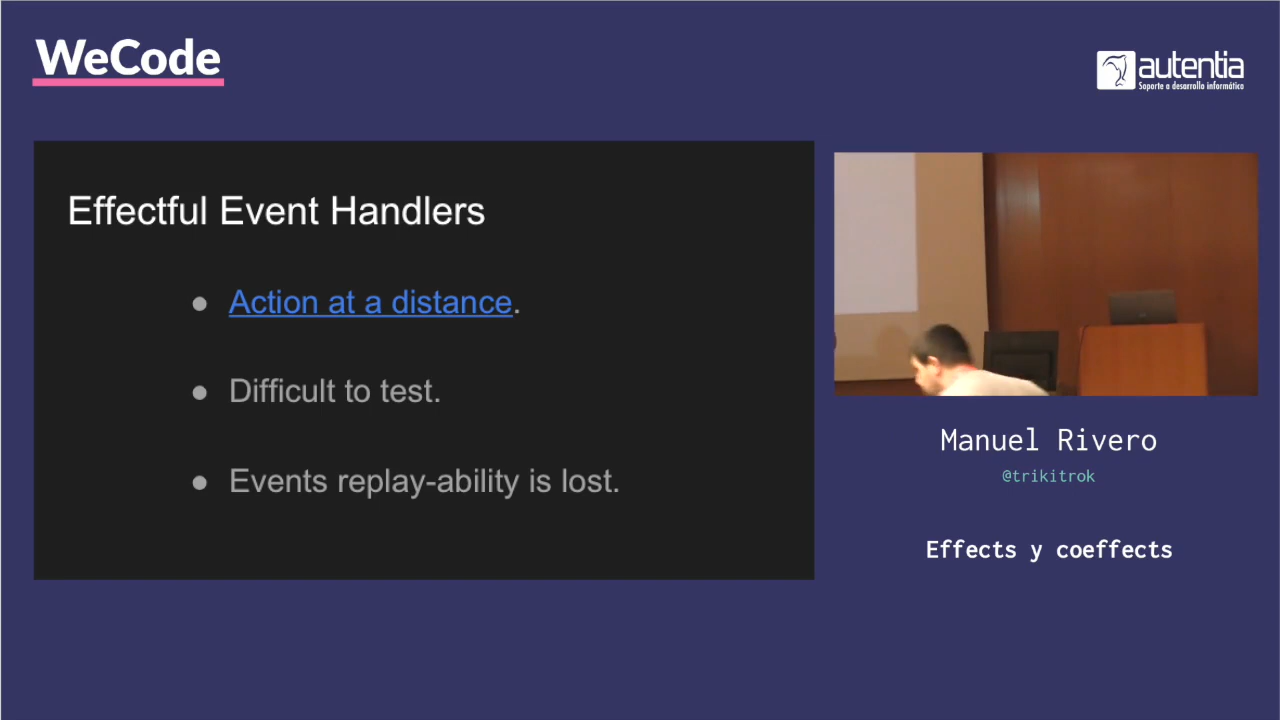 WeCode
autentia
Soporte a desarrollo informático
Effectful Event Handlers
● Action at a distance.
● Difficult to test.
● Events replay-ability is lost.
Manuel Rivero
@trikitrok
Effects y coeffects